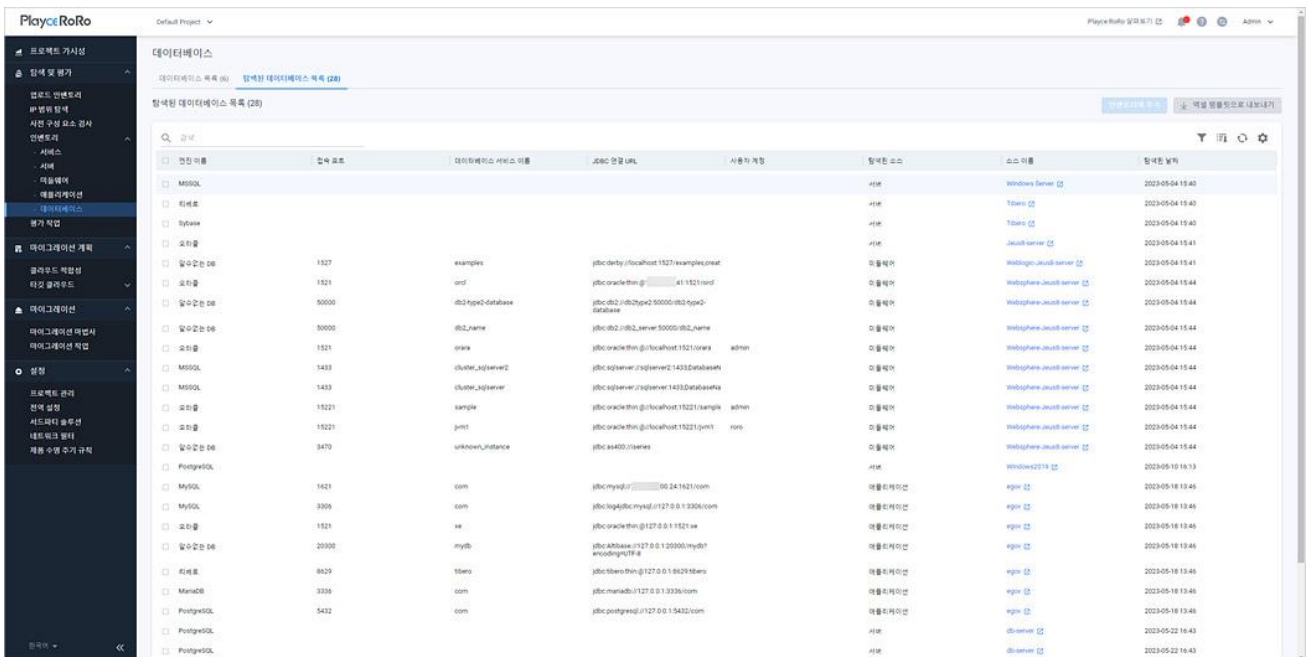 PlayceRoRo
Default Project
Playce RoRo 살펴보기
Admin
프로젝트 가시성
탐색 및 평가
업로드 인벤토리
IP 범위 탐색
사전 구성 요소 검사
인벤토리
- 서비스
- 서버
- 미들웨어
- 애플리케이션
- 데이터베이스
평가 작업
마이그레이션 계획
클라우드 적합성
타깃 클라우드
마이그레이션
마이그레이션 마법사
마이그레이션 작업
설정
프로젝트 관리
전역 설정
서드파티 솔루션
네트워크 필터
제품 수명 주기 규칙
한국어
데이터베이스
데이터베이스 목록 (6) 탐색된 데이터베이스 목록 (28)
탐색된 데이터베이스 목록 (28)
인벤토리에 추가 엑셀 템플릿으로 내보내기
검색
엔진 이름 접속 포트 데이터베이스 서비스 이름 JDBC 연결 URL 사용자 계정 탐색된 소스 소스 이름 탐색된 날짜
MSSQL 서버 Windows Server 2023-05-04 15:40
티베로 서버 Tibero 2023-05-04 15:40
Sybase 서버 Tibero 2023-05-04 15:40
오라클 서버 Jeus8-server 2023-05-04 15:41
알수없는 DB 1527 examples jdbc:derby://localhost:1527/examples;creat 미들웨어 Weblogic-Jeus8-server 2023-05-04 15:41
오라클 1521 orcl jdbc:oracle:thin:@ 41:1521/orcl 미들웨어 Websphere-Jeus8-server 2023-05-04 15:44
알수없는 DB 50000 db2-type2-database jdbc:db2://db2type2:50000/db2-type2-
database 미들웨어 Websphere-Jeus8-server 2023-05-04 15:44
알수없는 DB 50000 db2_name jdbc:db2://db2_server:50000/db2_name 미들웨어 Websphere-Jeus8-server 2023-05-04 15:44
오라클 1521 orara jdbc:oracle:thin:@//localhost:1521/orara admin 미들웨어 Websphere-Jeus8-server 2023-05-04 15:44
MSSQL 1433 cluster_sqlserver2 jdbc:sqlserver://sqlserver2:1433;DatabaseN 미들웨어 Websphere-Jeus8-server 2023-05-04 15:44
MSSQL 1433 cluster_sqlserver jdbc:sqlserver://sqlserver:1433;DatabaseNa 미들웨어 Websphere-Jeus8-server 2023-05-04 15:44
오라클 15221 sample jdbc:oracle:thin:@//localhost:15221/sample admin 미들웨어 Websphere-Jeus8-server 2023-05-04 15:44
오라클 15221 jvm1 jdbc:oracle:thin:@//localhost:15221/jvm1 roro 미들웨어 Websphere-Jeus8-server 2023-05-04 15:44
알수없는 DB 3470 unknown_instance jdbc:as400://iseries 미들웨어 Websphere-Jeus8-server 2023-05-04 15:44
PostgreSQL 서버 Windows2019 2023-05-10 16:13
MySQL 1621 com jdbc:mysql:// 00.24:1621/com 애플리케이션 egov 2023-05-18 13:46
MySQL 3306 com jdbc:log4jdbc:mysql://127.0.0.1:3306/com 애플리케이션 egov 2023-05-18 13:46
오라클 1521 xe jdbc:oracle:thin:@127.0.0.1:1521:xe 애플리케이션 egov 2023-05-18 13:46
알수없는 DB 20300 mydb jdbc:Altibase://127.0.0.1:20300/mydb?
encoding=UTF-8 애플리케이션 egov 2023-05-18 13:46
티베로 8629 tibero jdbc:tibero:thin:@127.0.0.1:8629:tibero 애플리케이션 egov 2023-05-18 13:46
MariaDB 3336 com jdbc:mariadb://127.0.0.1:3336/com 애플리케이션 egov 2023-05-18 13:46
PostgreSQL 5432 com jdbc:postgresql://127.0.0.1:5432/com 애플리케이션 egov 2023-05-18 13:46
PostgreSQL 서버 db-server 2023-05-22 16:43
PostgreSQL 서버 db-server 2023-05-22 16:43